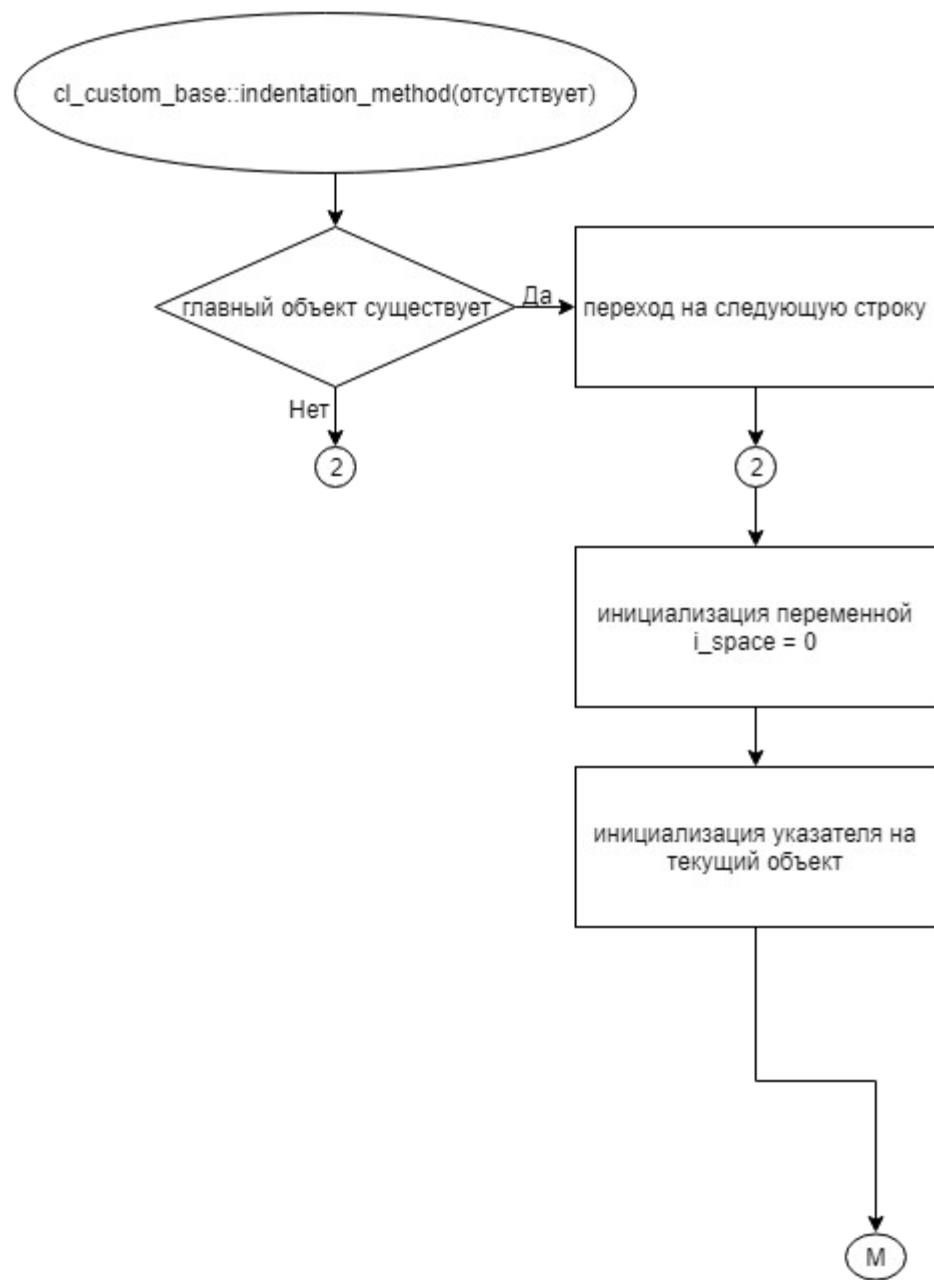 cl_custom_base::indentation_method(отсутствует)
главный объект существует
Да
переход на следующую строку
Нет
2
2
инициализация переменной
i_space = 0
инициализация указателя на
текущий объект
M